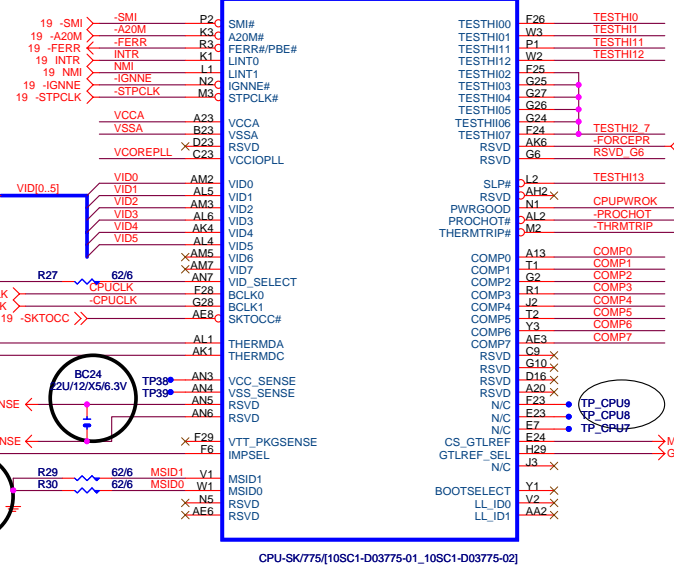 19 -SMI -SMI P2 SMI# TESTHI00 F26 TESTHI0
19 -A20M -A20M K3 A20M# TESTHI01 W3 TESTHI1
19 -FERR -FERR R3 FERR#/PBE# TESTHI11 P1 TESTHI11
19 INTR INTR K1 LINT0 TESTHI12 W2 TESTHI12
19 NMI NMI L1 LINT1 TESTHI02 F25
19 -IGNNE -IGNNE N2 IGNNE# TESTHI03 G25
19 -STPCLK -STPCLK M3 STPCLK# TESTHI04 G27
TESTHI05 G26
VCCA A23 VCCA TESTHII06 G24
VSSA B23 VSSA TESTHI07 F24 TESTHI2_7
D23 RSVD RSVD AK6 -FORCEPR
VCOREPLL C23 VCCIOPLL RSVD G6 RSVD_G6
VID[0..5] VID0 AM2 VID0 SLP# L2 TESTHI13
VID1 AL5 VID1 RSVD AH2
VID2 AM3 VID2 PWRGOOD N1 CPUPWROK
VID3 AL6 VID3 PROCHOT# AL2 -PROCHOT
VID4 AK4 VID4 THERMTRIP# M2 -THRMTRIP
VID5 AL4 VID5
AM5 VID6 COMP0 A13 COMP0
AM7 VID7 COMP1 T1 COMP1
R27 62/6 AN7 VID_SELECT COMP2 G2 COMP2
LK CPUCLK F28 BCLK0 COMP3 R1 COMP3
K -CPUCLK G28 BCLK1 COMP4 J2 COMP4
19 -SKTOCC AE8 SKTOCC# COMP5 T2 COMP5
COMP6 Y3 COMP6
AL1 THERMDA COMP7 AE3 COMP7
AK1 THERMDC RSVD C9
RSVD G10
BC24 TP38 AN3 VCC_SENSE RSVD D16
22U/12/X5/6.3V TP39 AN4 VSS_SENSE RSVD A20
NSE AN5 RSVD N/C F23 TP_CPU9
AN6 RSVD N/C E23 TP_CPU8
N/C E7 TP_CPU7
NSE F29 VTT_PKGSENSE CS_GTLREF E24 M
F6 IMPSEL GTLREF_SEL H29 G
N/C J3
R29 62/6 MSID1 V1 MSID1
R30 62/6 MSID0 W1 MSID0 BOOTSELECT Y1
N5 RSVD LL_ID0 V2
AE6 RSVD LL_ID1 AA2
CPU-SK/775/[10SC1-D03775-01_10SC1-D03775-02]